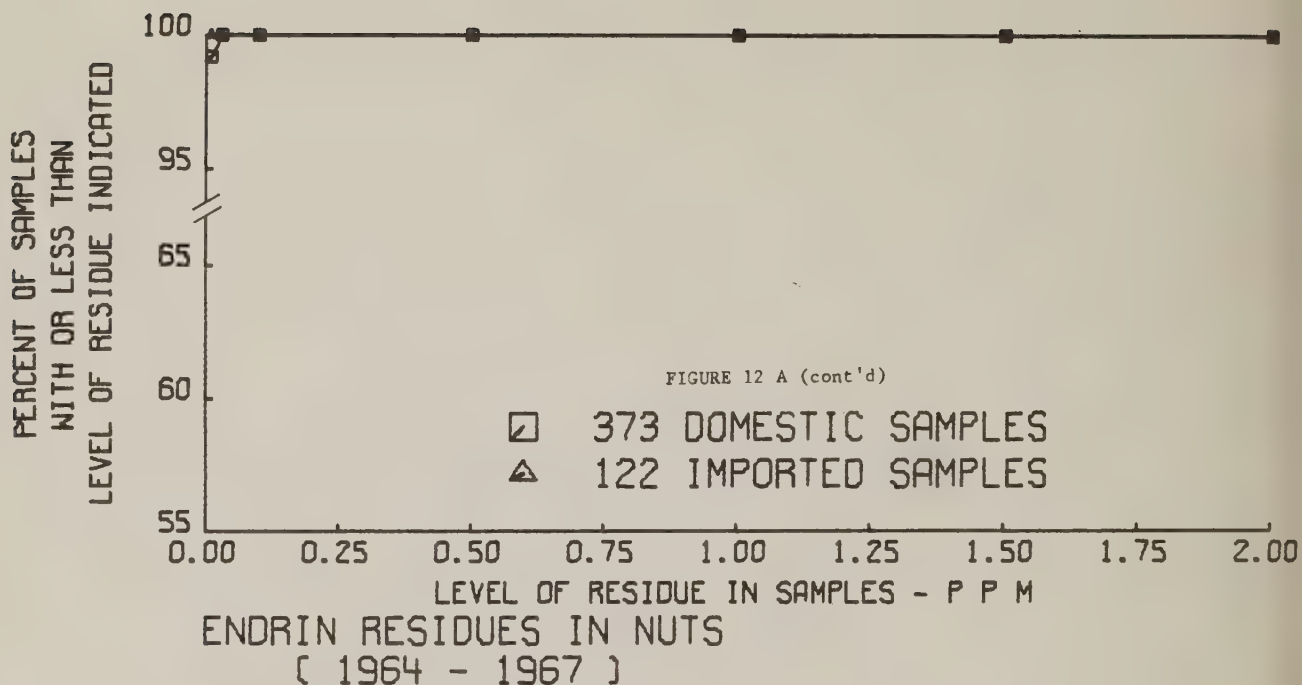 100
95
65
60
55
PERCENT OF SAMPLES
WITH OR LESS THAN
LEVEL OF RESIDUE INDICATED
FIGURE 12 A (cont'd)
373 DOMESTIC SAMPLES
122 IMPORTED SAMPLES
0.00 0.25 0.50 0.75 1.00 1.25 1.50 1.75 2.00
LEVEL OF RESIDUE IN SAMPLES - P P M
ENDRIN RESIDUES IN NUTS
( 1964 - 1967 )